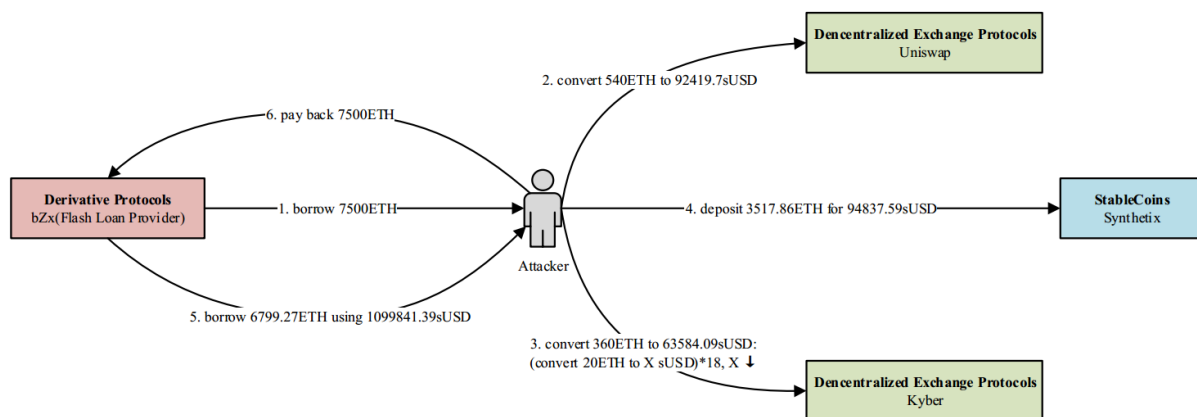 Dencentralized Exchange Protocols
Uniswap
2. convert 540ETH to 92419.7sUSD
6. pay back 7500ETH
Derivative Protocols
bZx(Flash Loan Provider)
1. borrow 7500ETH
4. deposit 3517.86ETH for 94837.59sUSD
StableCoins
Synthetix
Attacker
5. borrow 6799.27ETH using 1099841.39sUSD
3. convert 360ETH to 63584.09sUSD:
(convert 20ETH to X sUSD)*18, X ↓
Dencentralized Exchange Protocols
Kyber